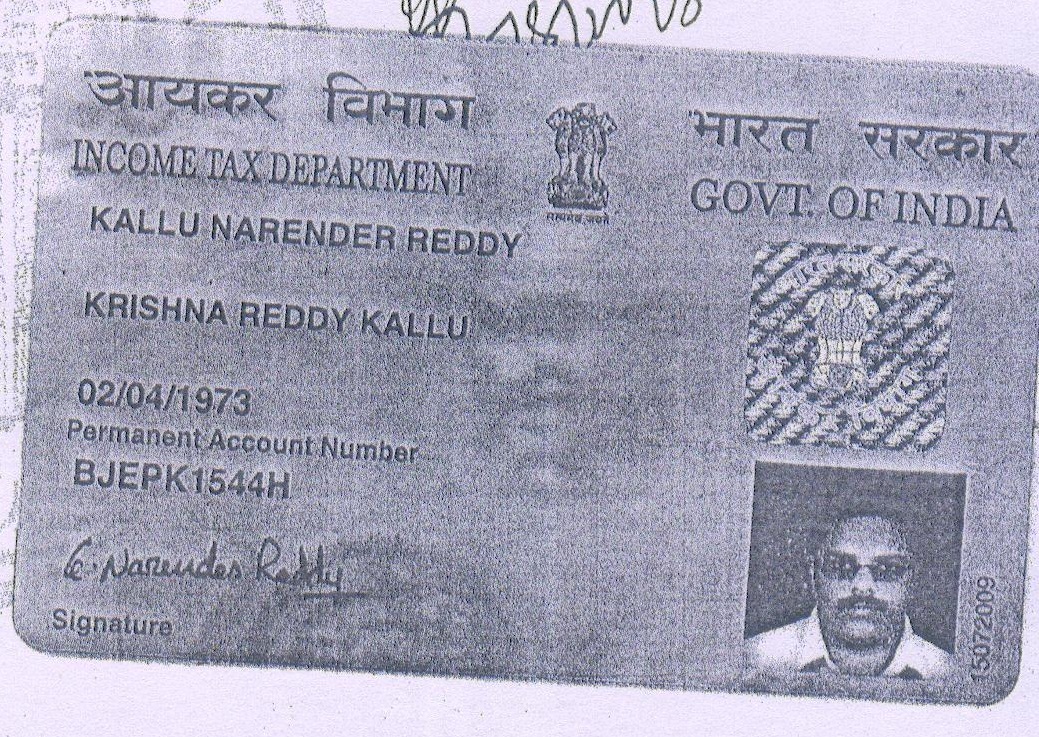 आयकर विभाग
INCOME TAX DEPARTMENT
भारत सरकार
GOVT. OF INDIA
सत्यमेव जयते
KALLU NARENDER REDDY
KRISHNA REDDY KALLU
02/04/1973
Permanent Account Number
BJEPK1544H
K. Narender Reddy
Signature
15072009